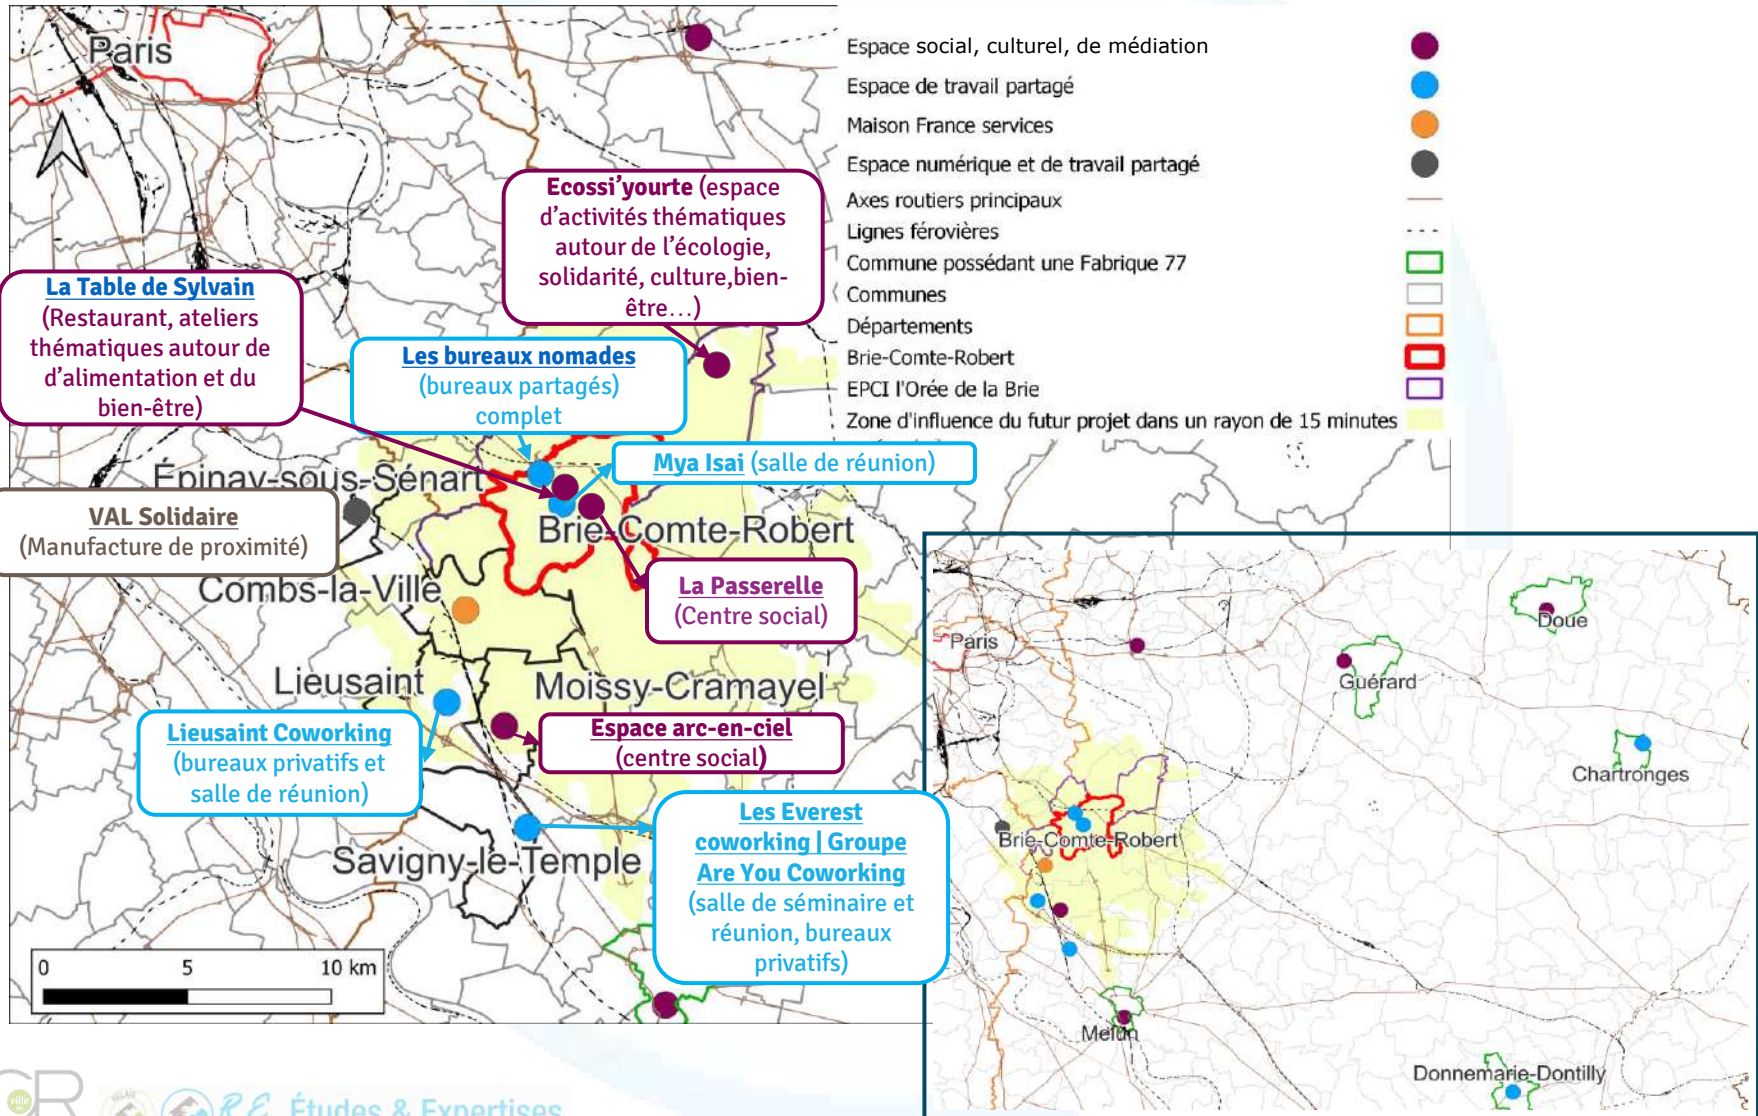 Paris
Espace social, culturel, de médiation
Espace de travail partagé
Maison France services
Espace numérique et de travail partagé
Axes routiers principaux
Lignes férovières
Commune possédant une Fabrique 77
Communes
Départements
Brie-Comte-Robert
EPCI l'Orée de la Brie
Zone d'influence du futur projet dans un rayon de 15 minutes
Ecossi'yourte (espace
d'activités thématiques
autour de l'écologie,
solidarité, culture,bien-
être...)
La Table de Sylvain
(Restaurant, ateliers
thématiques autour de
d'alimentation et du
bien-être)
Les bureaux nomades
(bureaux partagés)
complet
Mya Isai (salle de réunion)
Épinay-sous-Sénart
VAL Solidaire
(Manufacture de proximité)
Brie-Comte-Robert
Combs-la-Ville
La Passerelle
(Centre social)
Lieusaint
Moissy-Cramayel
Espace arc-en-ciel
(centre social)
Lieusaint Coworking
(bureaux privatifs et
salle de réunion)
Les Everest
coworking | Groupe
Are You Coworking
(salle de séminaire et
réunion, bureaux
privatifs)
Savigny-le-Temple
0 5 10 km
Paris
Doue
Guérard
Chartronges
Brie-Comte-Robert
Melun
Donnemarie-Dontilly
ville
CR
RELAIS
R.E. Études & Expertises